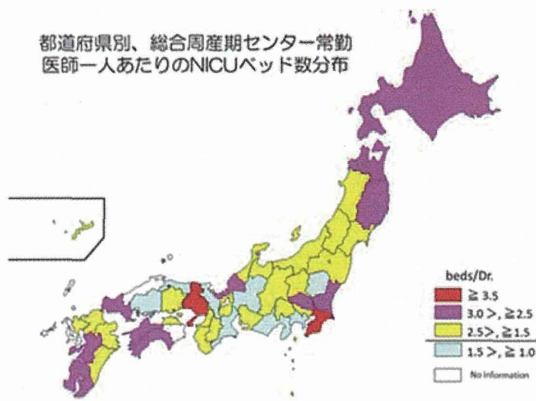 都道府県別、総合周産期センター常勤
医師一人あたりのNICUベッド数分布
beds/Dr.
≧ 3.5
3.0 >, ≧2.5
2.5>, ≧1.5
1.5 >, ≧ 1.0
No information